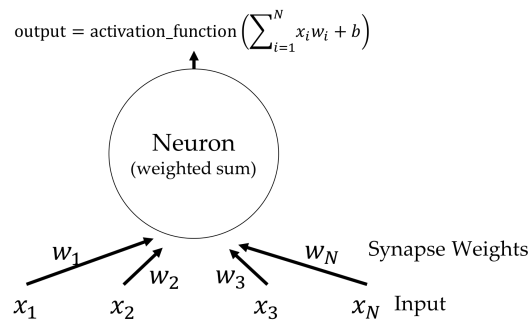 output = activation_function (∑_{i=1}^{N} x_i w_i + b)
Neuron
(weighted sum)
w_1 w_2 w_3 w_N Synapse Weights
x_1 x_2 x_3 x_N Input